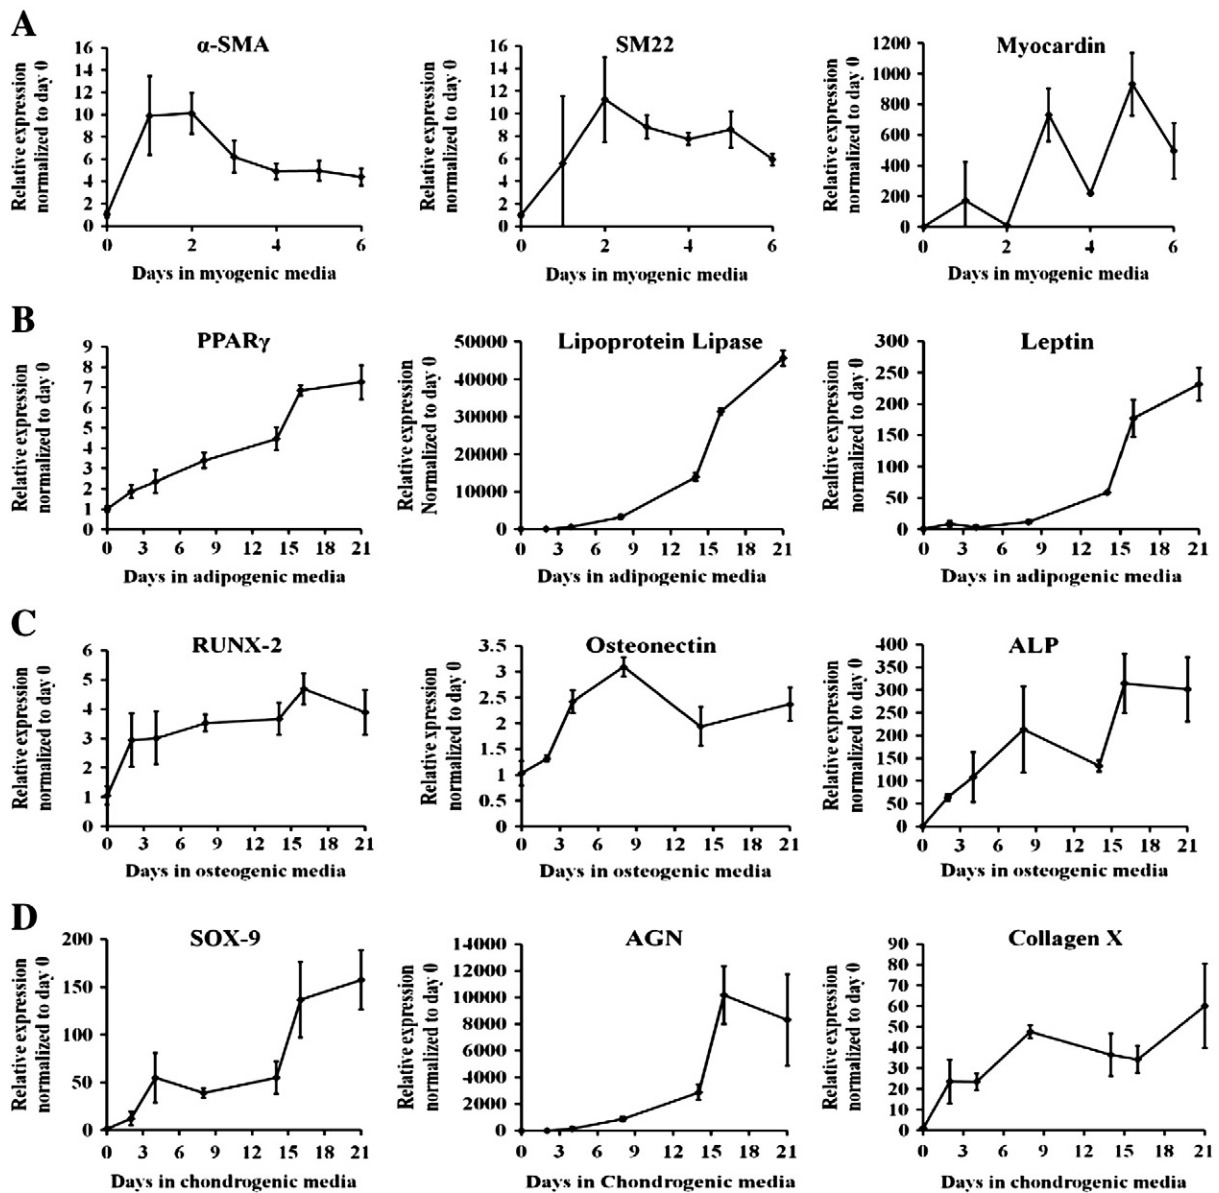 A
α-SMA
Relative expression
normalized to day 0
16
14
12
10
8
6
4
2
0
0 2 4 6
Days in myogenic media
SM22
Relative expression
normalized to day 0
16
14
12
10
8
6
4
2
0
0 2 4 6
Days in myogenic media
Myocardin
Relative expression
normalized to day 0
1200
1000
800
600
400
200
0
0 2 4 6
Days in myogenic media
B
PPARγ
Relative expression
normalized to day 0
9
8
7
6
5
4
3
2
1
0
0 3 6 9 12 15 18 21
Days in adipogenic media
Lipoprotein Lipase
Relative expression
Normalized to day 0
50000
40000
30000
20000
10000
0
0 3 6 9 12 15 18 21
Days in adipogenic media
Leptin
Realtive expression
normalized to day 0
300
250
200
150
100
50
0
0 3 6 9 12 15 18 21
Days in adipogenic media
C
RUNX-2
Relative expression
normalized to day 0
6
5
4
3
2
1
0
0 3 6 9 12 15 18 21
Days in osteogenic media
Osteonectin
Relative expression
normalized to day 0
3.5
3
2.5
2
1.5
1
0.5
0
0 3 6 9 12 15 18 21
Days in osteogenic media
ALP
Relative expression
normalized to day 0
400
350
300
250
200
150
100
50
0
0 3 6 9 12 15 18 21
Days in osteogenic media
D
SOX-9
Relative expression
normalized to day 0
200
150
100
50
0
0 3 6 9 12 15 18 21
Days in chondrogenic media
AGN
Relative expression
normalized to day 0
14000
12000
10000
8000
6000
4000
2000
0
0 3 6 9 12 15 18 21
Days in Chondrogenic media
Collagen X
Relative expression
normalized to day 0
90
80
70
60
50
40
30
20
10
0
0 3 6 9 12 15 18 21
Days in chondrogenic media